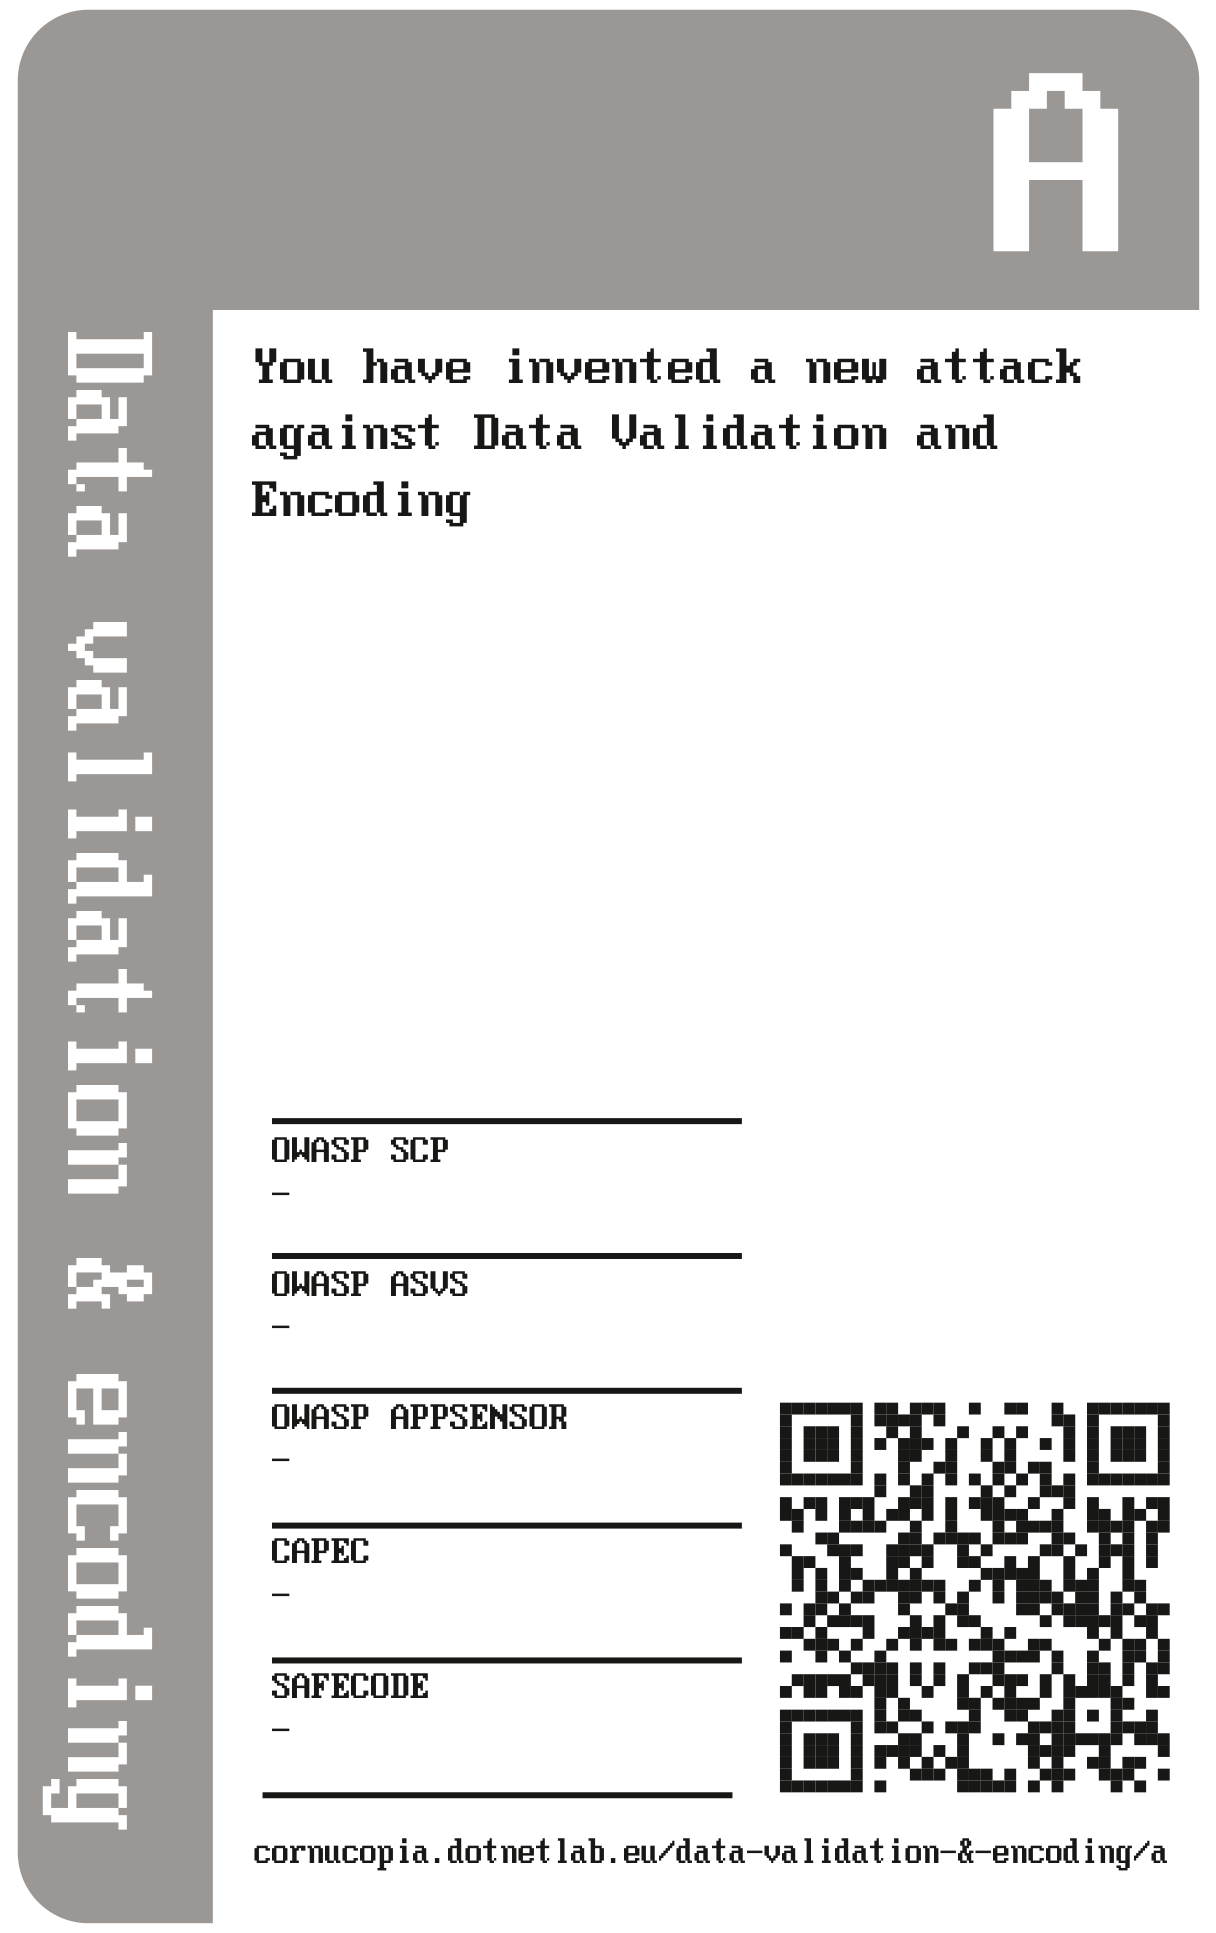 A
Data validation & encoding
You have invented a new attack
against Data Validation and
Encoding
OWASP SCP
-
OWASP ASVS
-
OWASP APPSENSOR
-
CAPEC
-
SAFECODE
-
cornucopia.dotnetlab.eu/data-validation-&-encoding/a